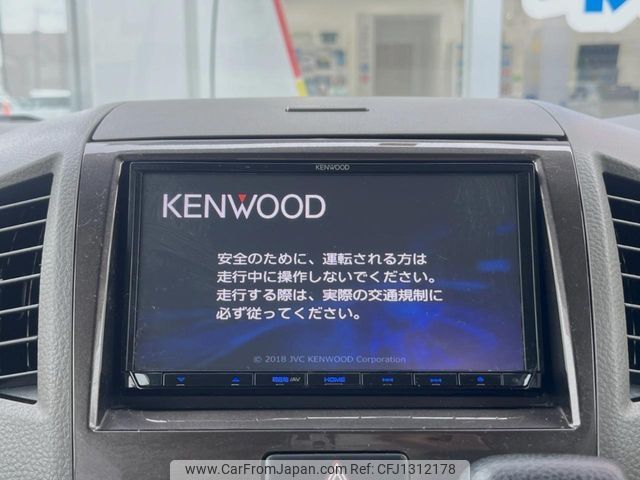 KENWOOD
KENWOOD
安全のために、運転される方は
走行中に操作しないでください。
走行する際は、実際の交通規制に
必ず従ってください。
© 2018 JVC KENWOOD Corporation
HOME
www.CarFromJapan.com - CFJ1312178